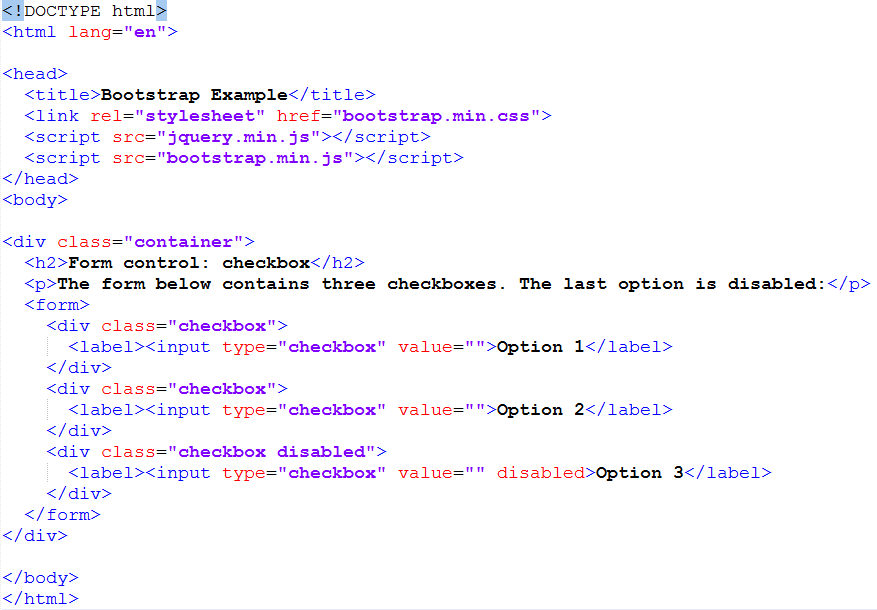 <!DOCTYPE html>
<html lang="en">
<head>
<title>Bootstrap Example</title>
<link rel="stylesheet" href="bootstrap.min.css">
<script src="jquery.min.js"></script>
<script src="bootstrap.min.js"></script>
</head>
<body>
<div class="container">
<h2>Form control: checkbox</h2>
<p>The form below contains three checkboxes. The last option is disabled:</p>
<form>
<div class="checkbox">
<label><input type="checkbox" value="">Option 1</label>
</div>
<div class="checkbox">
<label><input type="checkbox" value="">Option 2</label>
</div>
<div class="checkbox disabled">
<label><input type="checkbox" value="" disabled>Option 3</label>
</div>
</form>
</div>
</body>
</html>